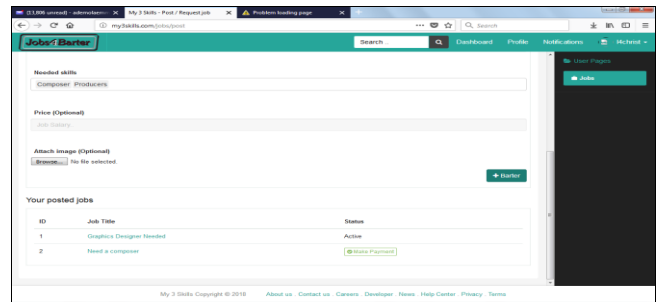 (13,806 unread) - ademolawm
My 3 Skills - Post / Request job
Problem loading page
my3skills.com/jobs/post
Search
Jobs4Barter
Search ..
Dashboard Profile Notifications Hichrist
User Pages
Jobs
Needed skills
Composer Producers
Price (Optional)
Job Salary
Attach image (Optional)
Browse... No file selected.
+ Barter
Your posted jobs
ID Job Title Status
1 Graphics Designer Needed Active
2 Need a composer Make Payment
My 3 Skills Copyright © 2018 About us . Contact us . Careers . Developer . News . Help Center . Privacy . Terms